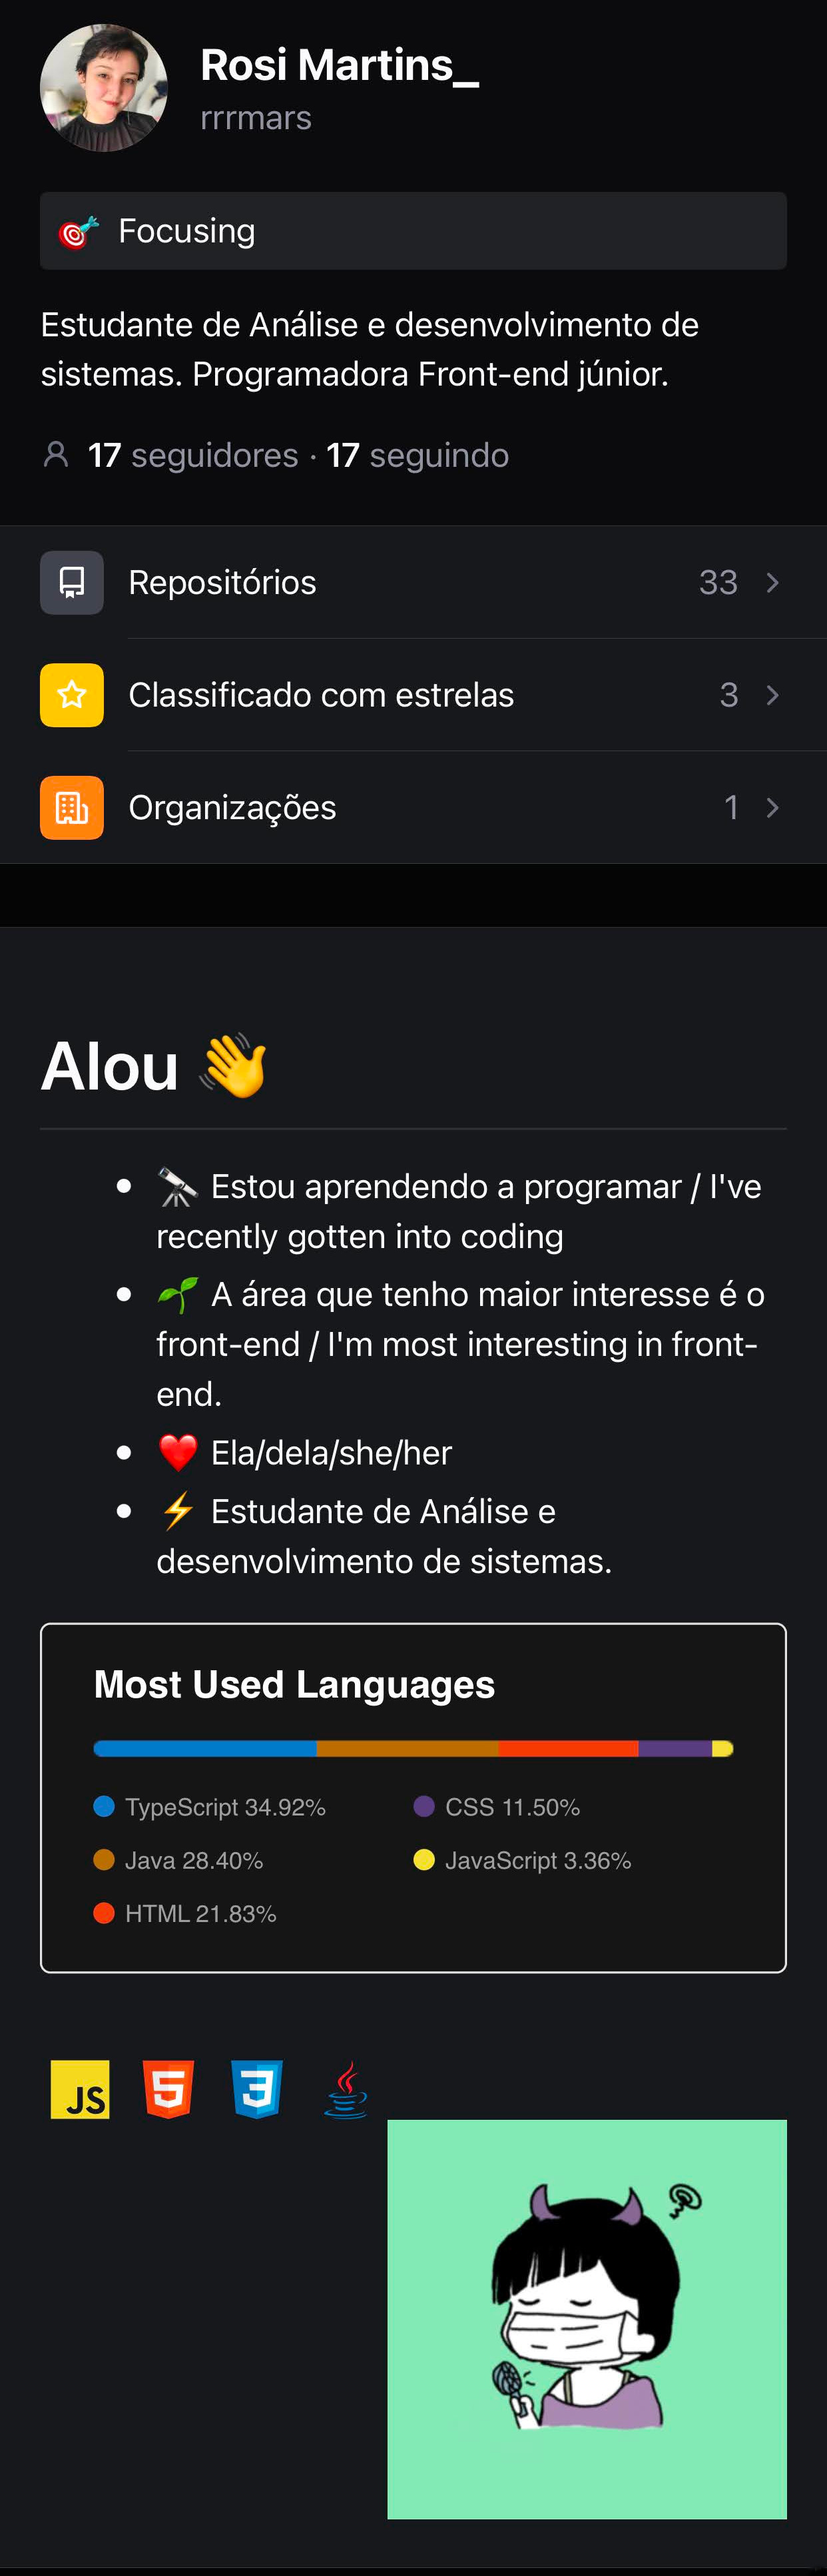 Rosi Martins_
rrrmars
Focusing
Estudante de Análise e desenvolvimento de
sistemas. Programadora Front-end júnior.
17 seguidores · 17 seguindo
Repositórios 33
Classificado com estrelas 3
Organizações 1
Alou 👋
🔭 Estou aprendendo a programar / I've
recently gotten into coding
🌱 A área que tenho maior interesse é o
front-end / I'm most interesting in front-
end.
❤️ Ela/dela/she/her
⚡ Estudante de Análise e
desenvolvimento de sistemas.
Most Used Languages
TypeScript 34.92% CSS 11.50%
Java 28.40% JavaScript 3.36%
HTML 21.83%
JS 5 3